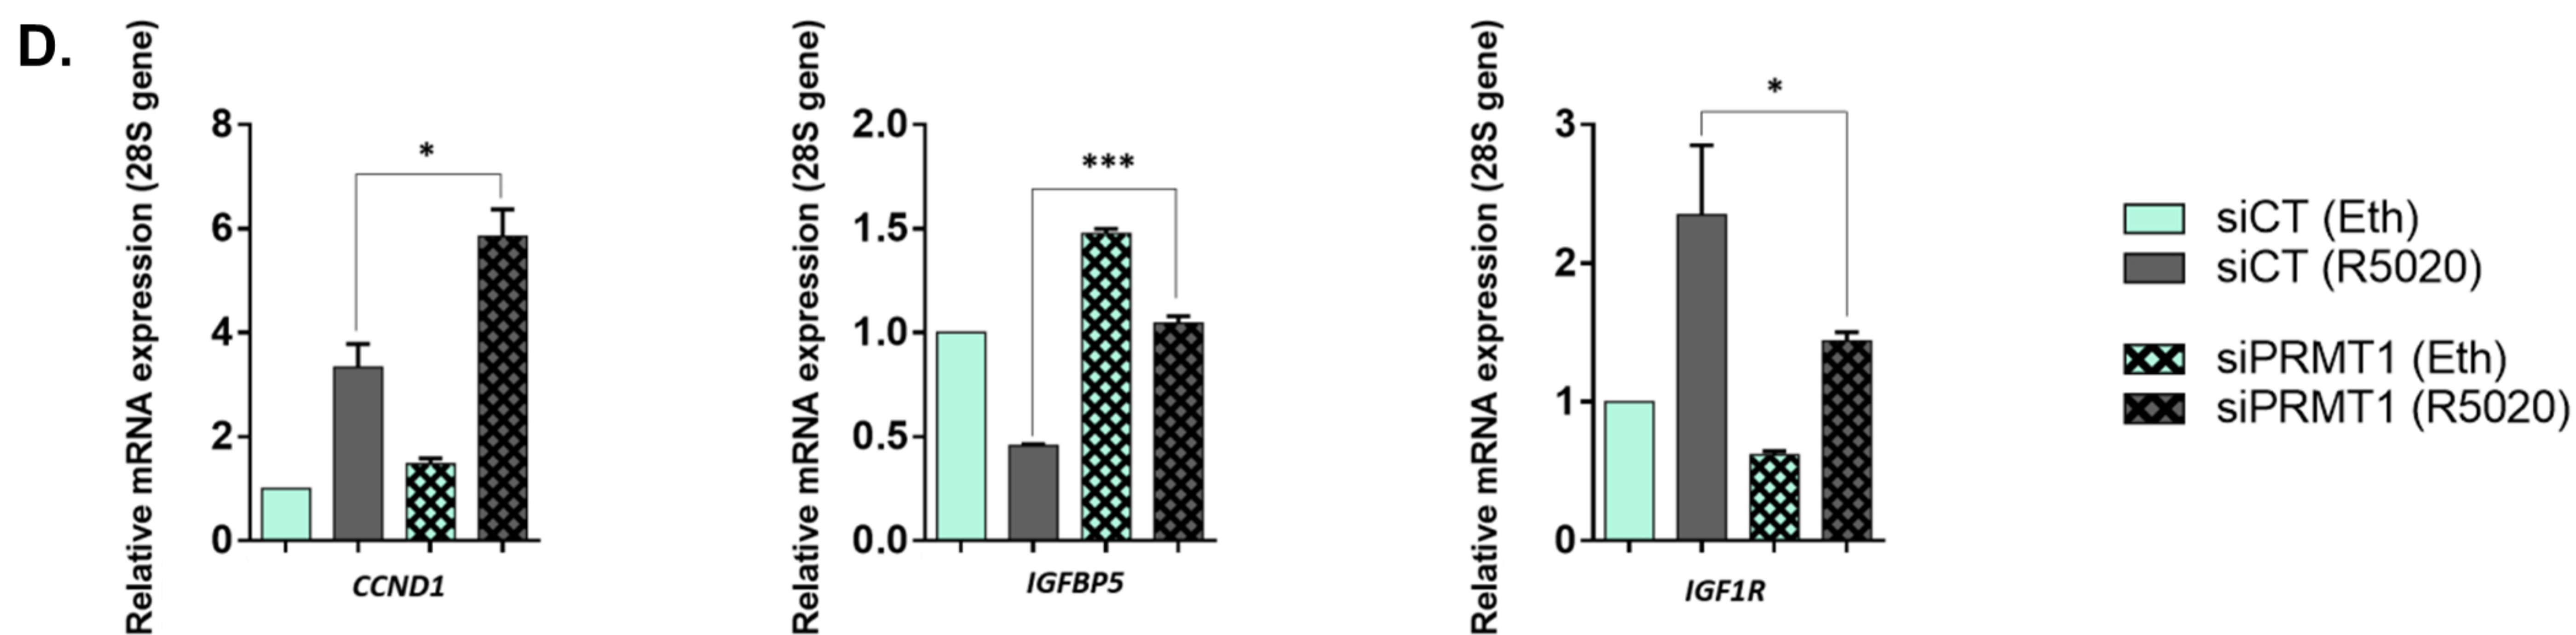 D.
Relative mRNA expression (28S gene)
8
6
4
2
0
*
CCND1
Relative mRNA expression (28S gene)
2.0
1.5
1.0
0.5
0.0
***
IGFBP5
Relative mRNA expression (28S gene)
3
2
1
0
*
IGF1R
siCT (Eth)
siCT (R5020)
siPRMT1 (Eth)
siPRMT1 (R5020)